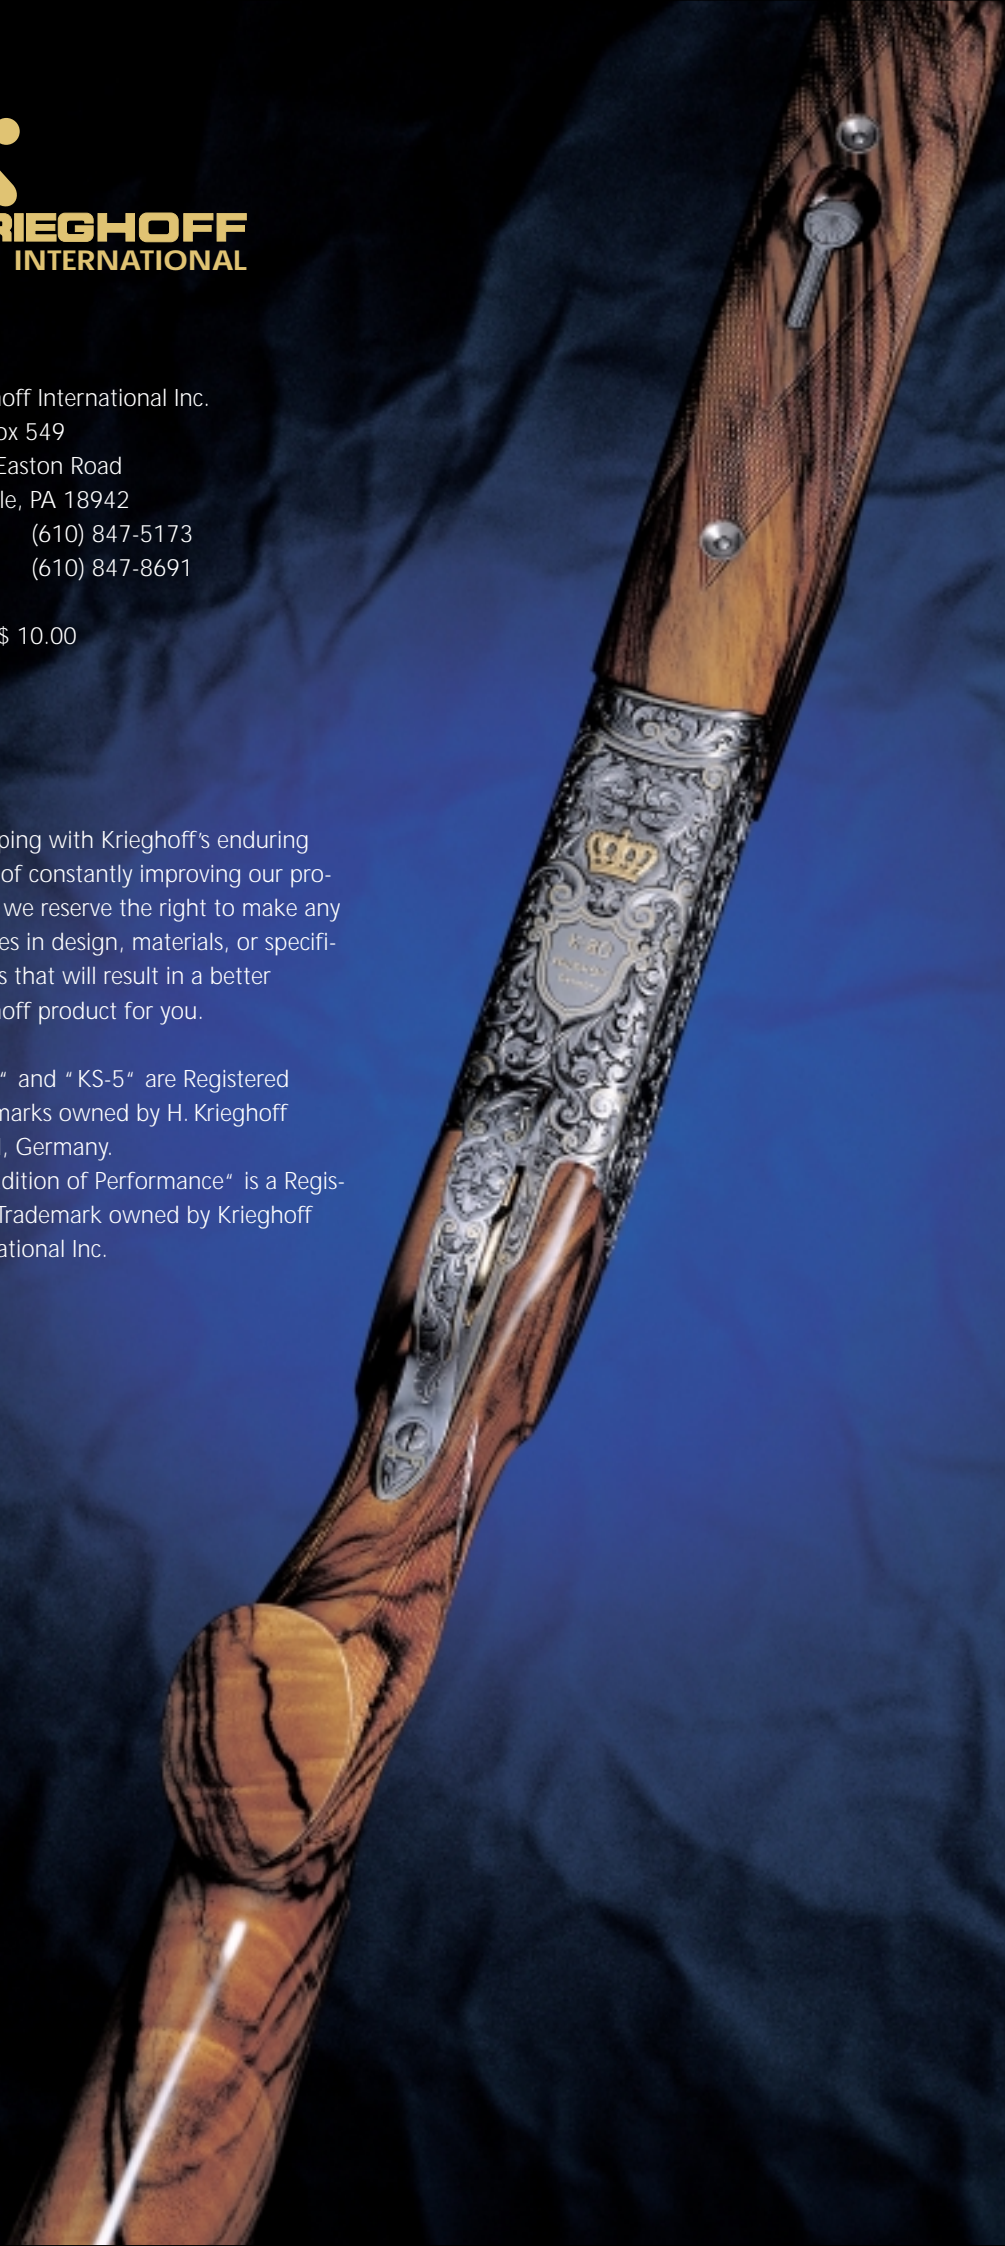 RIEGHOFF
INTERNATIONAL
off International Inc.
ox 549
Easton Road
le, PA 18942
(610) 847-5173
(610) 847-8691
$ 10.00
ping with Krieghoff’s enduring
of constantly improving our pro-
we reserve the right to make any
es in design, materials, or specifi-
s that will result in a better
off product for you.
“ and “KS-5“ are Registered
marks owned by H. Krieghoff
, Germany.
dition of Performance“ is a Regis-
Trademark owned by Krieghoff
ational Inc.
K-80